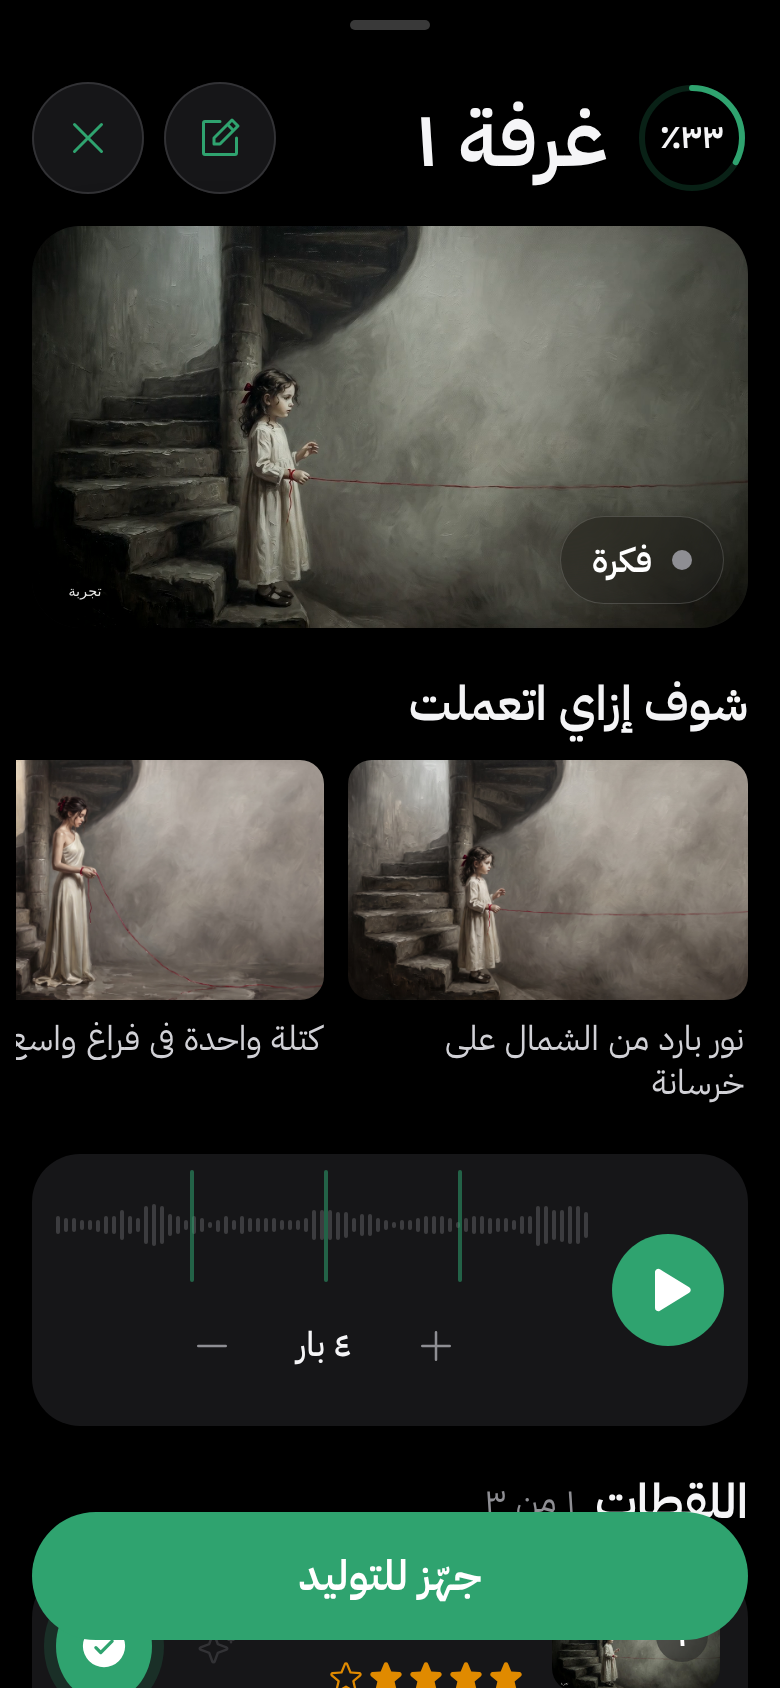 ٪٣٣
غرفة ١
فكرة
تجربة
شوف إزاي اتعملت
نور بارد من الشمال على
خرسانة
كتلة واحدة في فراغ واسع
٤ بار
اللقطات ١ من ٣
جهّز للتوليد